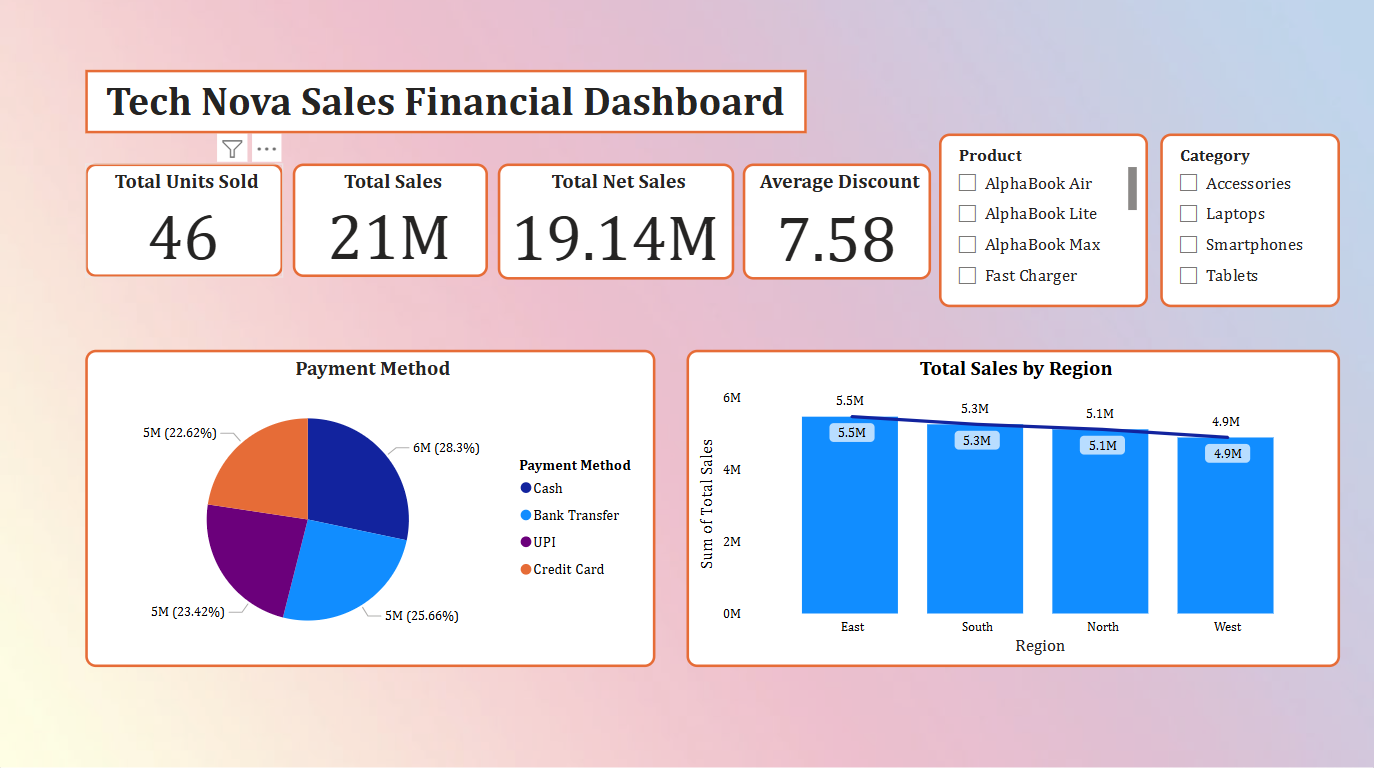 Tech Nova Sales Financial Dashboard
Total Units Sold
46
Total Sales
21M
Total Net Sales
19.14M
Average Discount
7.58
Product
AlphaBook Air
AlphaBook Lite
AlphaBook Max
Fast Charger
Category
Accessories
Laptops
Smartphones
Tablets
Payment Method
5M (22.62%)
6M (28.3%)
5M (23.42%)
5M (25.66%)
Payment Method
Cash
Bank Transfer
UPI
Credit Card
Total Sales by Region
Sum of Total Sales
6M
4M
2M
0M
5.5M
5.3M
5.1M
4.9M
5.5M
5.3M
5.1M
4.9M
East
South
North
West
Region